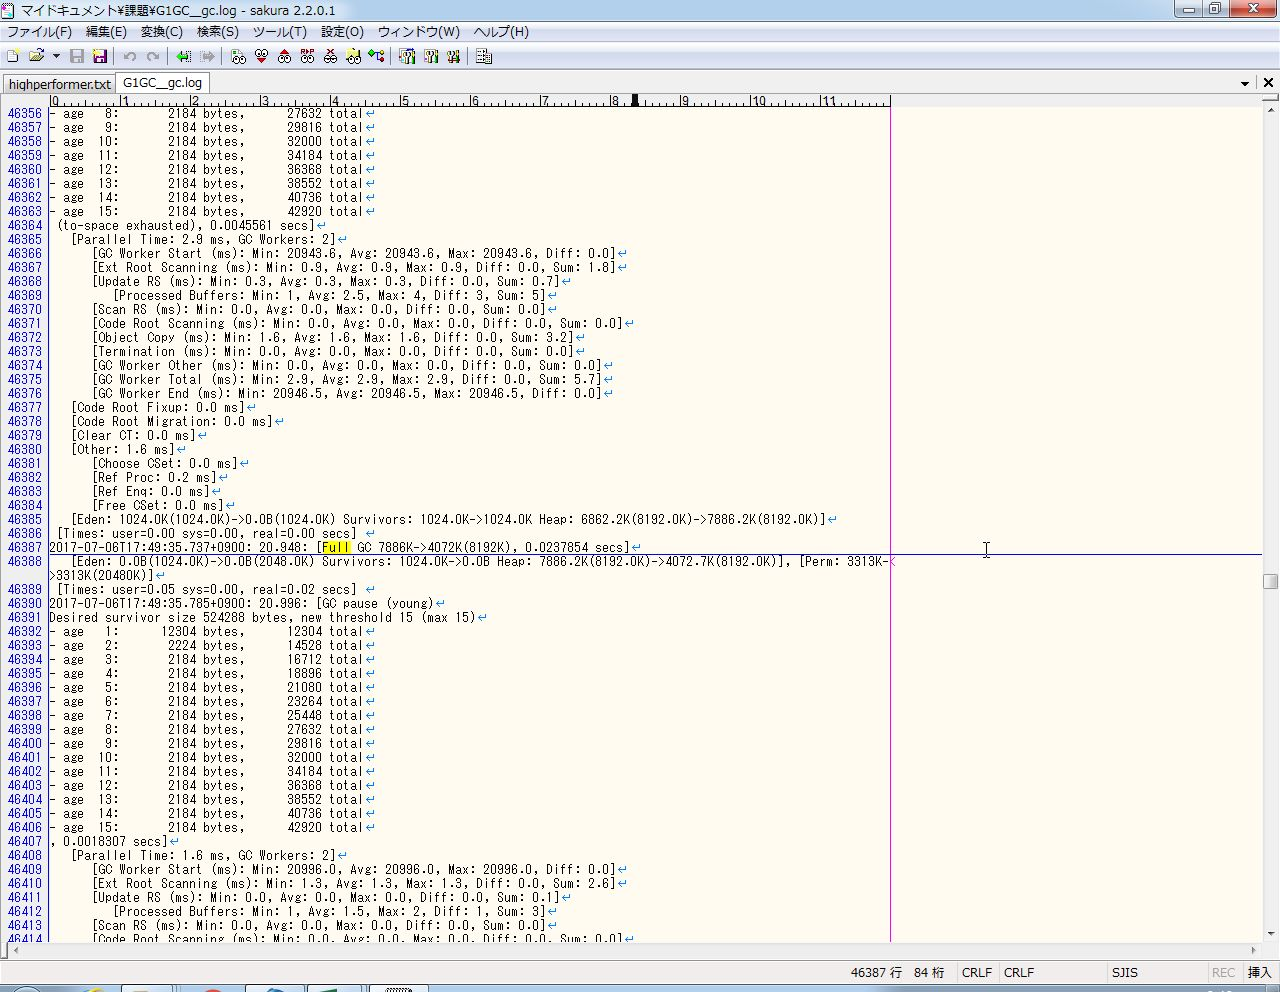 マイドキュメント¥課題¥G1GC__gc.log - sakura 2.2.0.1
ファイル(F) 編集(E) 変換(C) 検索(S) ツール(T) 設定(O) ウィンドウ(W) ヘルプ(H)
highperformer.txt G1GC__gc.log
0 1 2 3 4 5 6 7 8 9 10 11
46356 - age 8: 2184 bytes, 27632 total
46357 - age 9: 2184 bytes, 29816 total
46358 - age 10: 2184 bytes, 32000 total
46359 - age 11: 2184 bytes, 34184 total
46360 - age 12: 2184 bytes, 36368 total
46361 - age 13: 2184 bytes, 38552 total
46362 - age 14: 2184 bytes, 40736 total
46363 - age 15: 2184 bytes, 42920 total
46364 (to-space exhausted), 0.0045561 secs]
46365 [Parallel Time: 2.9 ms, GC Workers: 2]
46366 [GC Worker Start (ms): Min: 20943.6, Avg: 20943.6, Max: 20943.6, Diff: 0.0]
46367 [Ext Root Scanning (ms): Min: 0.9, Avg: 0.9, Max: 0.9, Diff: 0.0, Sum: 1.8]
46368 [Update RS (ms): Min: 0.3, Avg: 0.3, Max: 0.3, Diff: 0.0, Sum: 0.7]
46369 [Processed Buffers: Min: 1, Avg: 2.5, Max: 4, Diff: 3, Sum: 5]
46370 [Scan RS (ms): Min: 0.0, Avg: 0.0, Max: 0.0, Diff: 0.0, Sum: 0.0]
46371 [Code Root Scanning (ms): Min: 0.0, Avg: 0.0, Max: 0.0, Diff: 0.0, Sum: 0.0]
46372 [Object Copy (ms): Min: 1.6, Avg: 1.6, Max: 1.6, Diff: 0.0, Sum: 3.2]
46373 [Termination (ms): Min: 0.0, Avg: 0.0, Max: 0.0, Diff: 0.0, Sum: 0.0]
46374 [GC Worker Other (ms): Min: 0.0, Avg: 0.0, Max: 0.0, Diff: 0.0, Sum: 0.0]
46375 [GC Worker Total (ms): Min: 2.9, Avg: 2.9, Max: 2.9, Diff: 0.0, Sum: 5.7]
46376 [GC Worker End (ms): Min: 20946.5, Avg: 20946.5, Max: 20946.5, Diff: 0.0]
46377 [Code Root Fixup: 0.0 ms]
46378 [Code Root Migration: 0.0 ms]
46379 [Clear CT: 0.0 ms]
46380 [Other: 1.6 ms]
46381 [Choose CSet: 0.0 ms]
46382 [Ref Proc: 0.2 ms]
46383 [Ref Enq: 0.0 ms]
46384 [Free CSet: 0.0 ms]
46385 [Eden: 1024.0K(1024.0K)->0.0B(1024.0K) Survivors: 1024.0K->1024.0K Heap: 6862.2K(8192.0K)->7886.2K(8192.0K)]
46386 [Times: user=0.00 sys=0.00, real=0.00 secs]
46387 2017-07-06T17:49:35.737+0900: 20.948: [Full GC 7886K->4072K(8192K), 0.0237854 secs]
46388 [Eden: 0.0B(1024.0K)->0.0B(2048.0K) Survivors: 1024.0K->0.0B Heap: 7886.2K(8192.0K)->4072.7K(8192.0K)], [Perm: 3313K-
>3313K(20480K)]
46389 [Times: user=0.05 sys=0.00, real=0.02 secs]
46390 2017-07-06T17:49:35.785+0900: 20.996: [GC pause (young)
46391 Desired survivor size 524288 bytes, new threshold 15 (max 15)
46392 - age 1: 12304 bytes, 12304 total
46393 - age 2: 2224 bytes, 14528 total
46394 - age 3: 2184 bytes, 16712 total
46395 - age 4: 2184 bytes, 18896 total
46396 - age 5: 2184 bytes, 21080 total
46397 - age 6: 2184 bytes, 23264 total
46398 - age 7: 2184 bytes, 25448 total
46399 - age 8: 2184 bytes, 27632 total
46400 - age 9: 2184 bytes, 29816 total
46401 - age 10: 2184 bytes, 32000 total
46402 - age 11: 2184 bytes, 34184 total
46403 - age 12: 2184 bytes, 36368 total
46404 - age 13: 2184 bytes, 38552 total
46405 - age 14: 2184 bytes, 40736 total
46406 - age 15: 2184 bytes, 42920 total
46407 , 0.0018307 secs]
46408 [Parallel Time: 1.6 ms, GC Workers: 2]
46409 [GC Worker Start (ms): Min: 20996.0, Avg: 20996.0, Max: 20996.0, Diff: 0.0]
46410 [Ext Root Scanning (ms): Min: 1.3, Avg: 1.3, Max: 1.3, Diff: 0.0, Sum: 2.6]
46411 [Update RS (ms): Min: 0.0, Avg: 0.0, Max: 0.0, Diff: 0.0, Sum: 0.1]
46412 [Processed Buffers: Min: 1, Avg: 1.5, Max: 2, Diff: 1, Sum: 3]
46413 [Scan RS (ms): Min: 0.0, Avg: 0.0, Max: 0.0, Diff: 0.0, Sum: 0.0]
46414 [Code Root Scanning (ms): Min: 0.0, Avg: 0.0, Max: 0.0, Diff: 0.0, Sum: 0.0]
46387 行 84 桁 CRLF CRLF SJIS REC 挿入